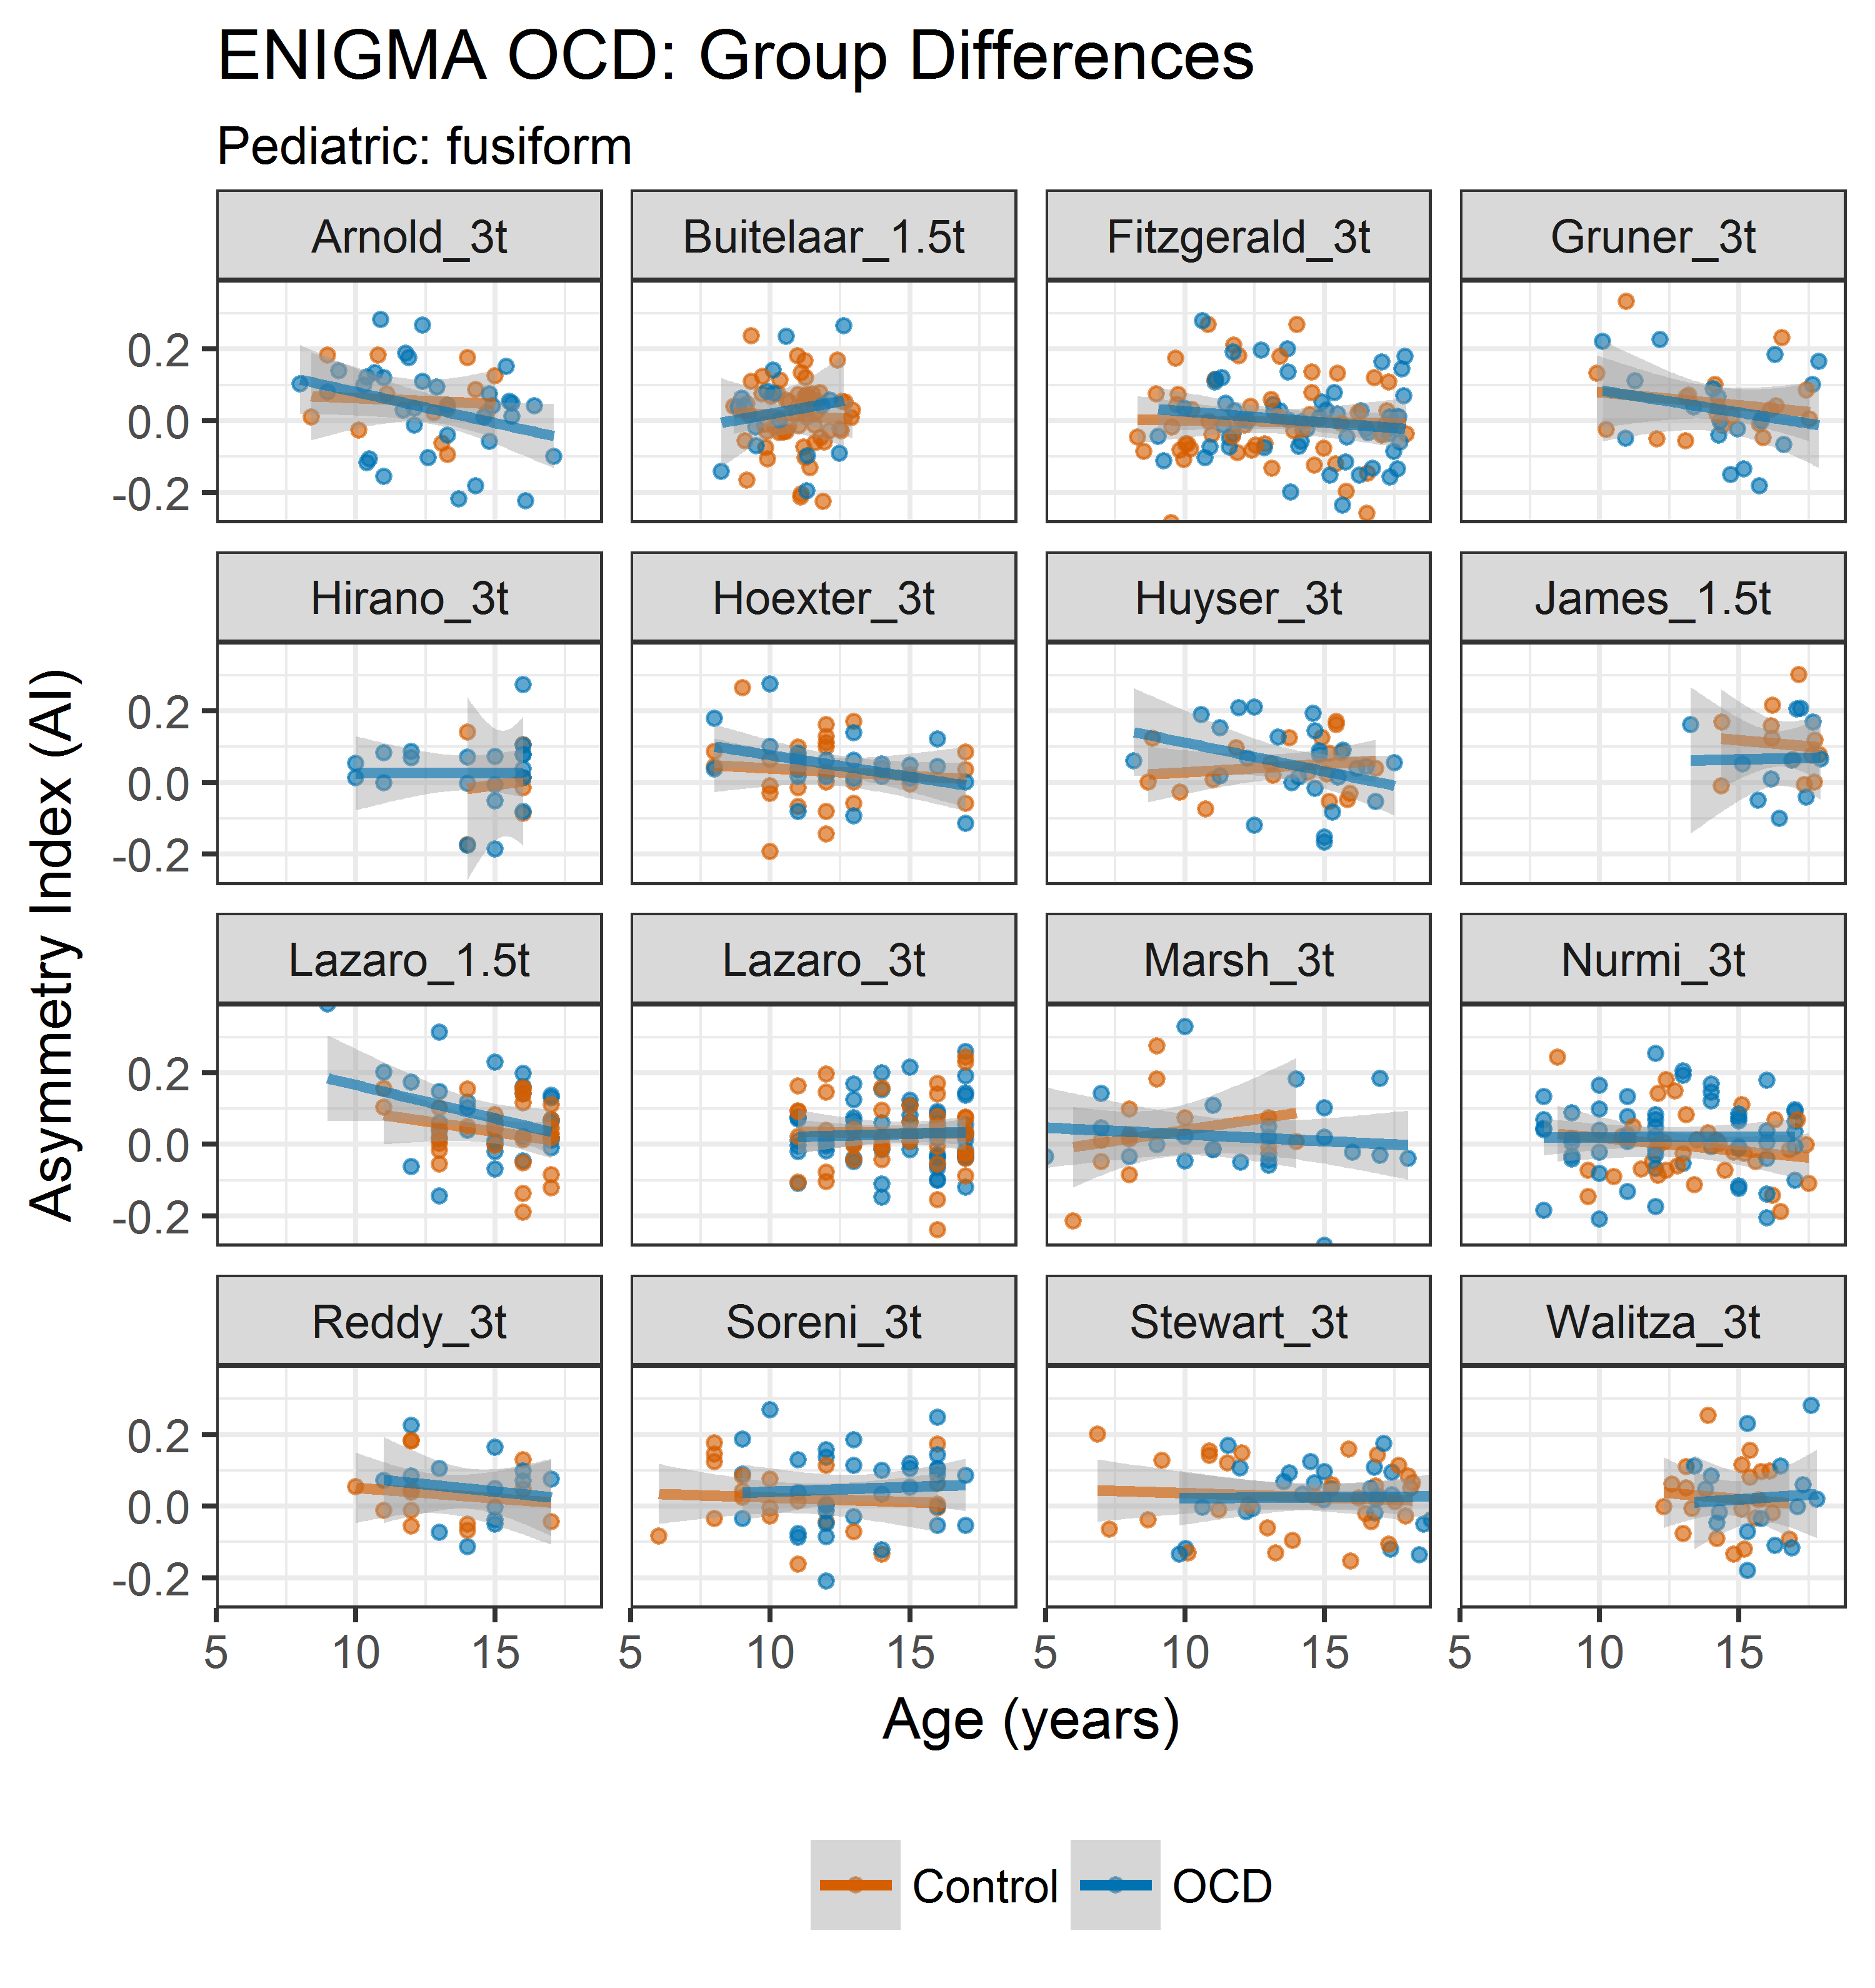 ENIGMA OCD: Group Differences
Pediatric: fusiform
Arnold_3t Buitelaar_1.5t Fitzgerald_3t Gruner_3t
0.2
0.0
-0.2
Hirano_3t Hoexter_3t Huyser_3t James_1.5t
0.2
0.0
-0.2
Lazaro_1.5t Lazaro_3t Marsh_3t Nurmi_3t
0.2
0.0
-0.2
Reddy_3t Soreni_3t Stewart_3t Walitza_3t
0.2
0.0
-0.2
5 10 15 5 10 15 5 10 15 5 10 15
Asymmetry Index (AI)
Age (years)
Control OCD